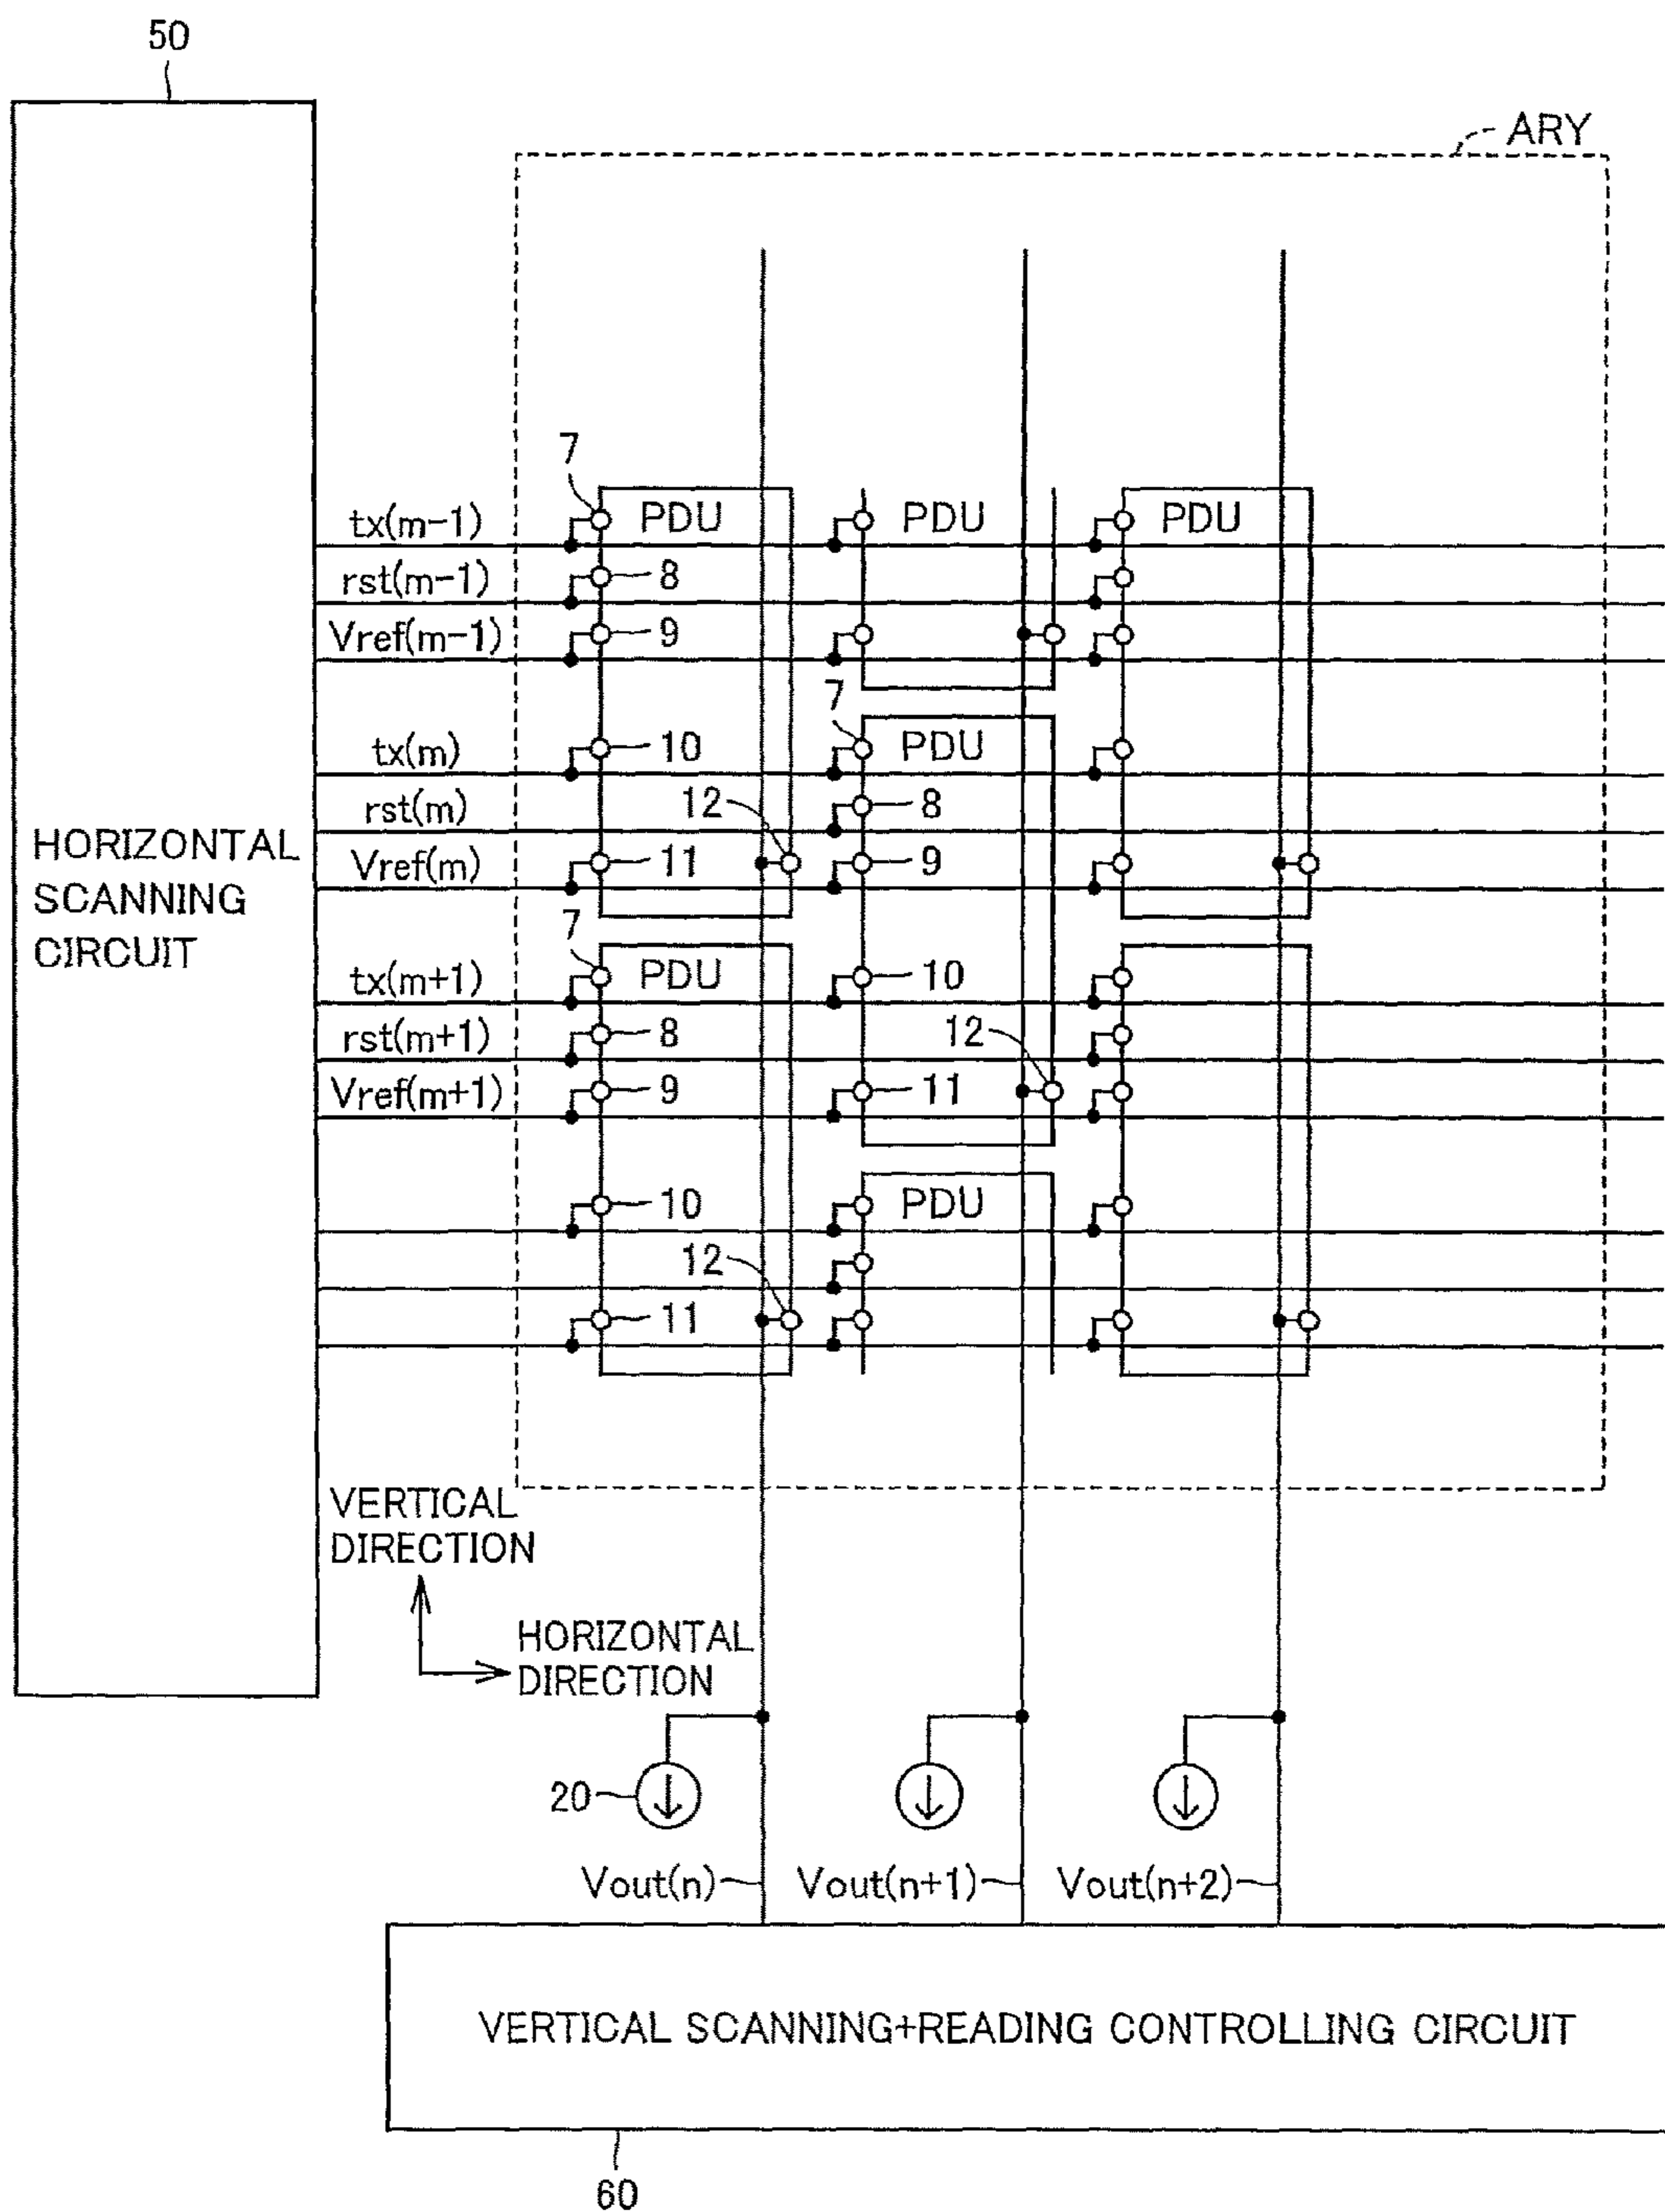 50
ARY
7
tx(m-1)
PDU
PDU
PDU
rst(m-1)
8
Vref(m-1)
9
7
tx(m)
10
PDU
rst(m)
12
8
Vref(m)
11
9
7
HORIZONTAL
SCANNING
CIRCUIT
tx(m+1)
PDU
10
rst(m+1)
8
12
Vref(m+1)
9
11
10
PDU
12
11
VERTICAL
DIRECTION
HORIZONTAL
DIRECTION
20
Vout(n)
Vout(n+1)
Vout(n+2)
VERTICAL SCANNING+READING CONTROLLING CIRCUIT
60